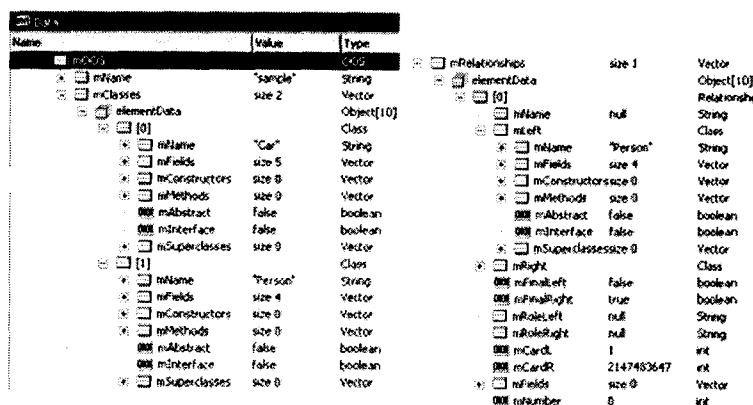 Data
Name Value Type
mOOS OOS
mName "sample" String
mClasses size 2 Vector
elementData Object[10]
[0] Class
mName "Car" String
mFields size 5 Vector
mConstructors size 0 Vector
mMethods size 0 Vector
mAbstract false boolean
mInterface false boolean
mSuperclasses size 0 Vector
[1] Class
mName "Person" String
mFields size 4 Vector
mConstructors size 0 Vector
mMethods size 0 Vector
mAbstract false boolean
mInterface false boolean
mSuperclasses size 0 Vector
mRelationships size 1 Vector
elementData Object[10]
[0] Relationship
mName null String
mLeft Class
mName "Person" String
mFields size 4 Vector
mConstructors size 0 Vector
mMethods size 0 Vector
mAbstract false boolean
mInterface false boolean
mSuperclasses size 0 Vector
mRight Class
mFinalLeft false boolean
mFinalRight true boolean
mRoleLeft null String
mRoleRight null String
mCardL 1 int
mCardR 2147483647 int
mFields size 0 Vector
mNumber 0 int